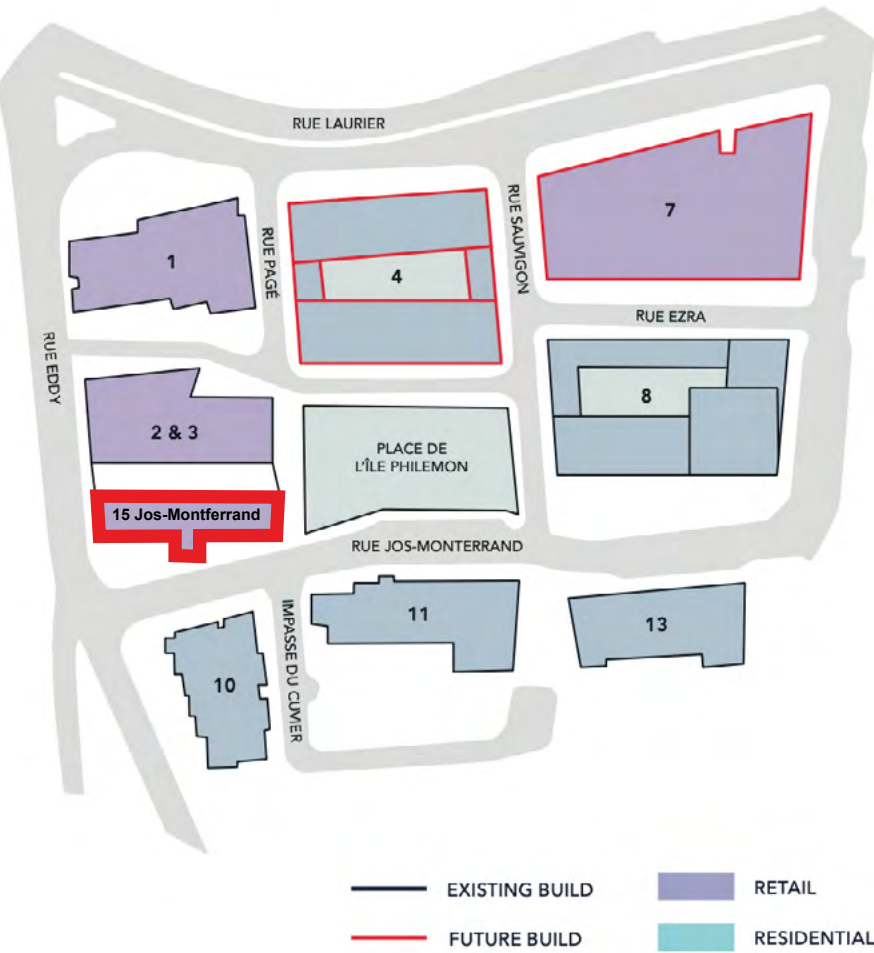 RUE LAURIER
RUE SAUVIGON
7
1
RUE PAGÉ
4
RUE EZRA
RUE EDDY
8
2 & 3
PLACE DE
L'ÎLE PHILEMON
15 Jos-Montferrand
RUE JOS-MONTERRAND
IMPASSE DU CUVIER
11
13
10
EXISTING BUILD
RETAIL
FUTURE BUILD
RESIDENTIAL